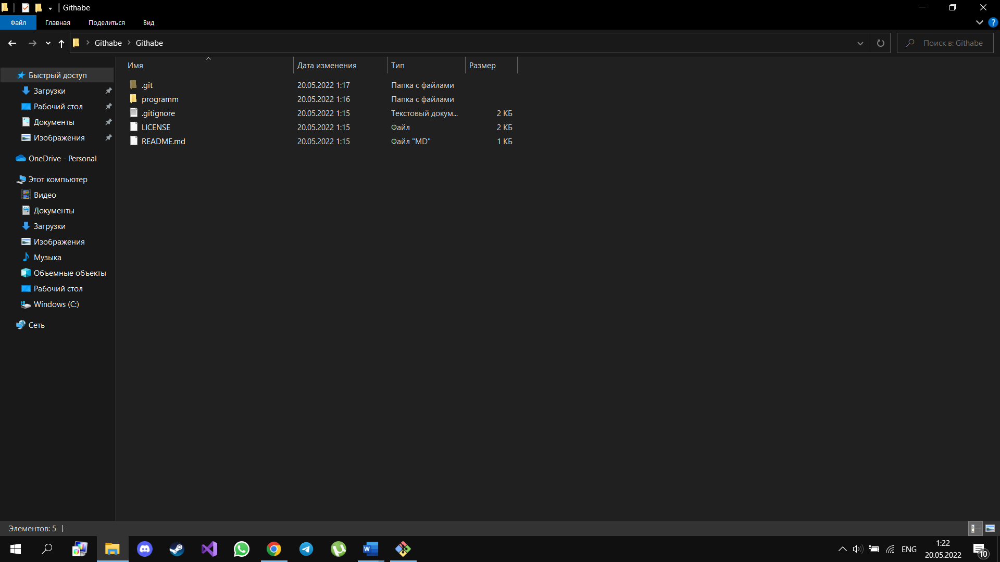 Githabe
Файл Главная Поделиться Вид
Githabe Githabe Поиск в: Githabe
Имя Дата изменения Тип Размер
.git 20.05.2022 1:17 Папка с файлами
programm 20.05.2022 1:16 Папка с файлами
.gitignore 20.05.2022 1:15 Текстовый докум... 2 КБ
LICENSE 20.05.2022 1:15 Файл 2 КБ
README.md 20.05.2022 1:15 Файл "MD" 1 КБ
Быстрый доступ
Загрузки
Рабочий стол
Документы
Изображения
OneDrive - Personal
Этот компьютер
Видео
Документы
Загрузки
Изображения
Музыка
Объемные объекты
Рабочий стол
Windows (C:)
Сеть
Элементов: 5
ENG
1:22
20.05.2022
10